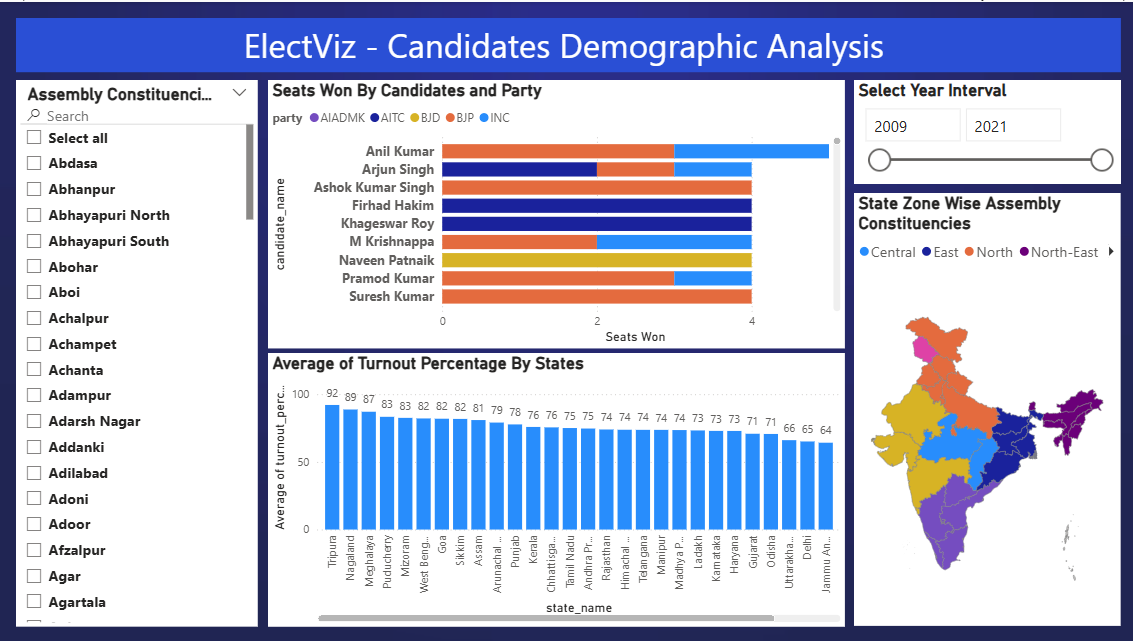 ElectViz - Candidates Demographic Analysis
Assembly Constituenci...
Search
Select all
Abdasa
Abhanpur
Abhayapuri North
Abhayapuri South
Abohar
Aboi
Achalpur
Achampet
Achanta
Adampur
Adarsh Nagar
Addanki
Adilabad
Adoni
Adoor
Afzalpur
Agar
Agartala
Seats Won By Candidates and Party
party AIADMK AITC BJD BJP INC
candidate_name
Anil Kumar
Arjun Singh
Ashok Kumar Singh
Firhad Hakim
Khageswar Roy
M Krishnappa
Naveen Patnaik
Pramod Kumar
Suresh Kumar
0 2 4
Seats Won
Average of Turnout Percentage By States
Average of turnout_perc...
100
50
0
92 89 87 83 83 82 82 82 81 79 78 76 76 75 75 74 74 74 74 74 73 73 73 71 71 66 65 64
Tripura
Nagaland
Meghalaya
Puducherry
Mizoram
West Beng...
Goa
Sikkim
Assam
Arunachal ...
Punjab
Kerala
Chhattisga...
Tamil Nadu
Andhra Pr...
Rajasthan
Himachal ...
Telangana
Manipur
Madhya P...
Ladakh
Karnataka
Haryana
Gujarat
Odisha
Uttarakha...
Delhi
Jammu An...
state_name
Select Year Interval
2009 2021
State Zone Wise Assembly
Constituencies
Central East North North-East